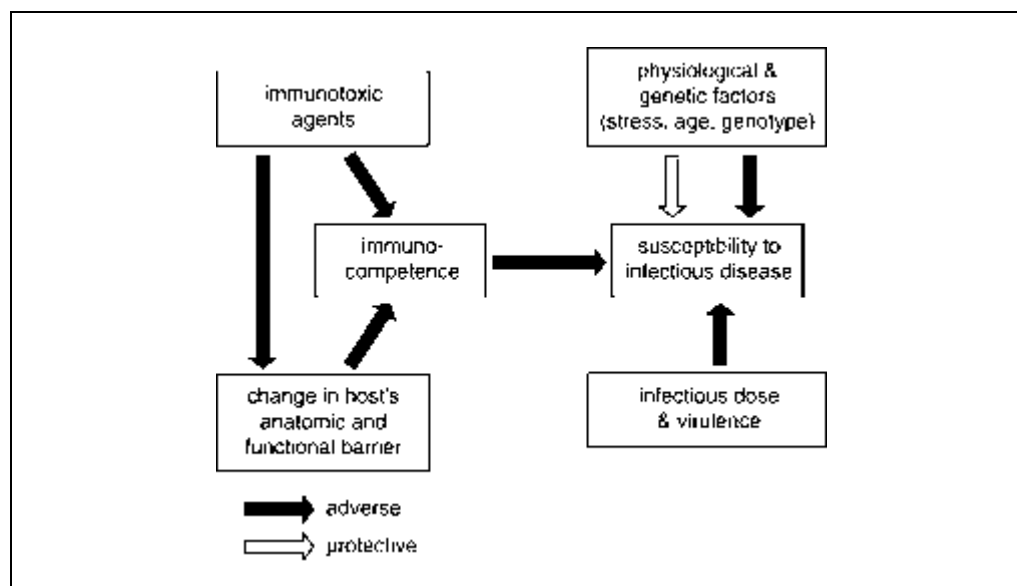 immunotoxic
agents
physiological &
genetic factors
(stress, age, genotype)
immuno-
competence
susceptibility to
infectious disease
change in host's
anatomic and
functional barrier
infectious dose
& virulence
adverse
protective